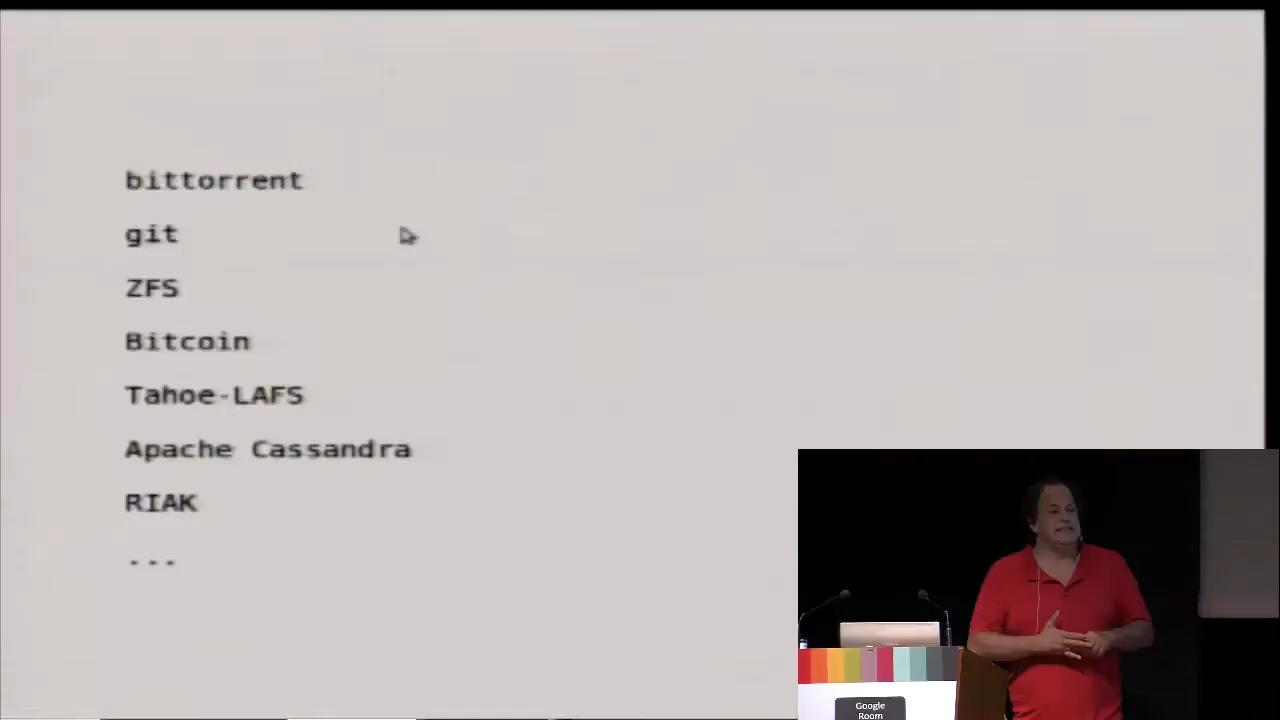 bittorrent
git
ZFS
Bitcoin
Tahoe-LAFS
Apache Cassandra
RIAK
...
Google
Room